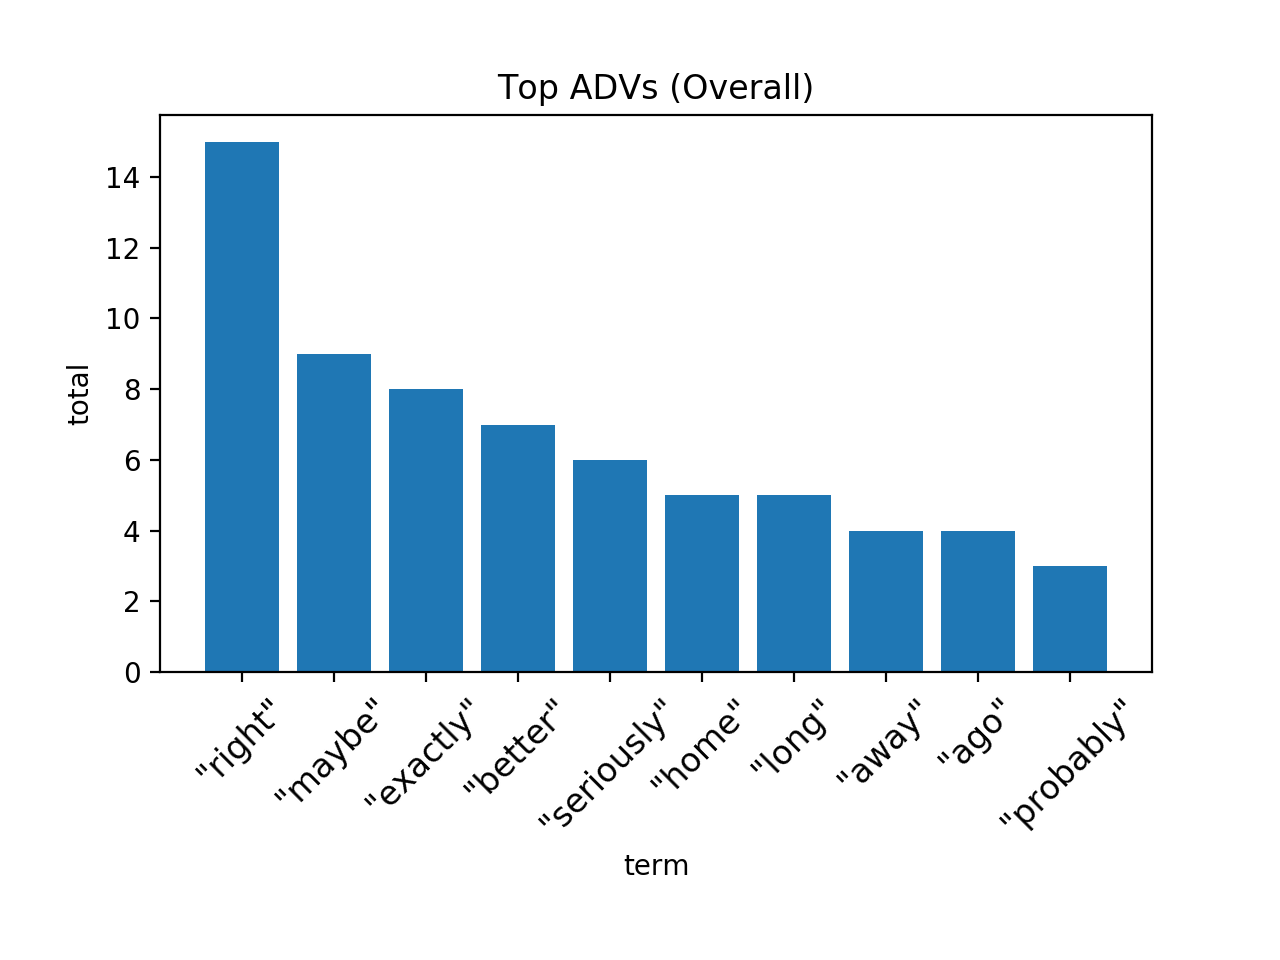 Top ADVs (Overall)
14
12
10
8
6
4
2
0
total
"right"
"maybe"
"exactly"
"better"
"seriously"
"home"
"long"
"away"
"ago"
"probably"
term